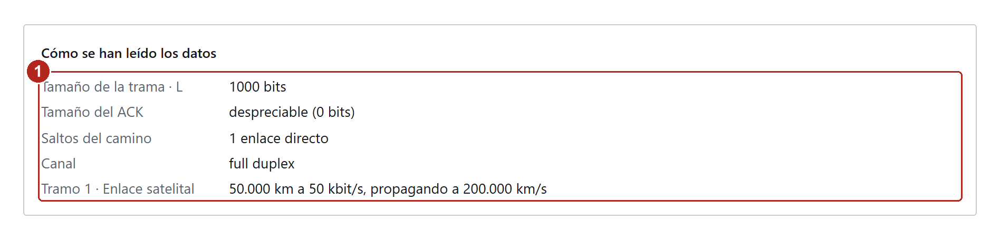 Cómo se han leído los datos
1
Tamaño de la trama · L 1000 bits
Tamaño del ACK despreciable (0 bits)
Saltos del camino 1 enlace directo
Canal full duplex
Tramo 1 · Enlace satelital 50.000 km a 50 kbit/s, propagando a 200.000 km/s